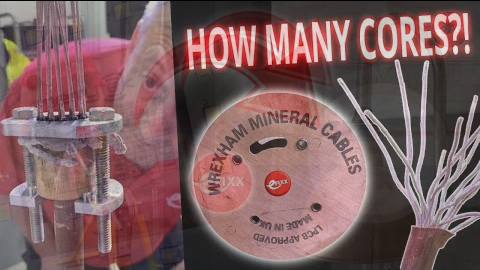 HOW MANY CORES?!
WREXHAM MINERAL CABLES
MADE IN UK
LPCB APPROVED